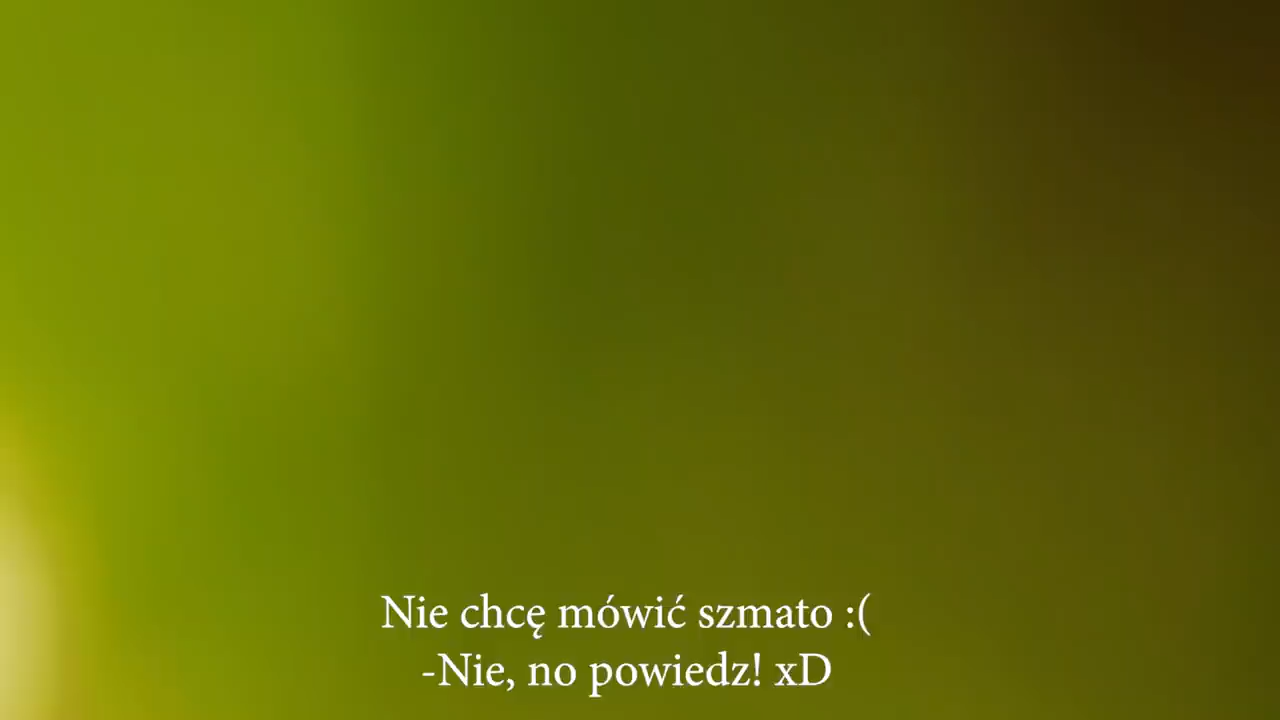 Nie chcę mówić szmato :(
-Nie, no powiedz! xD